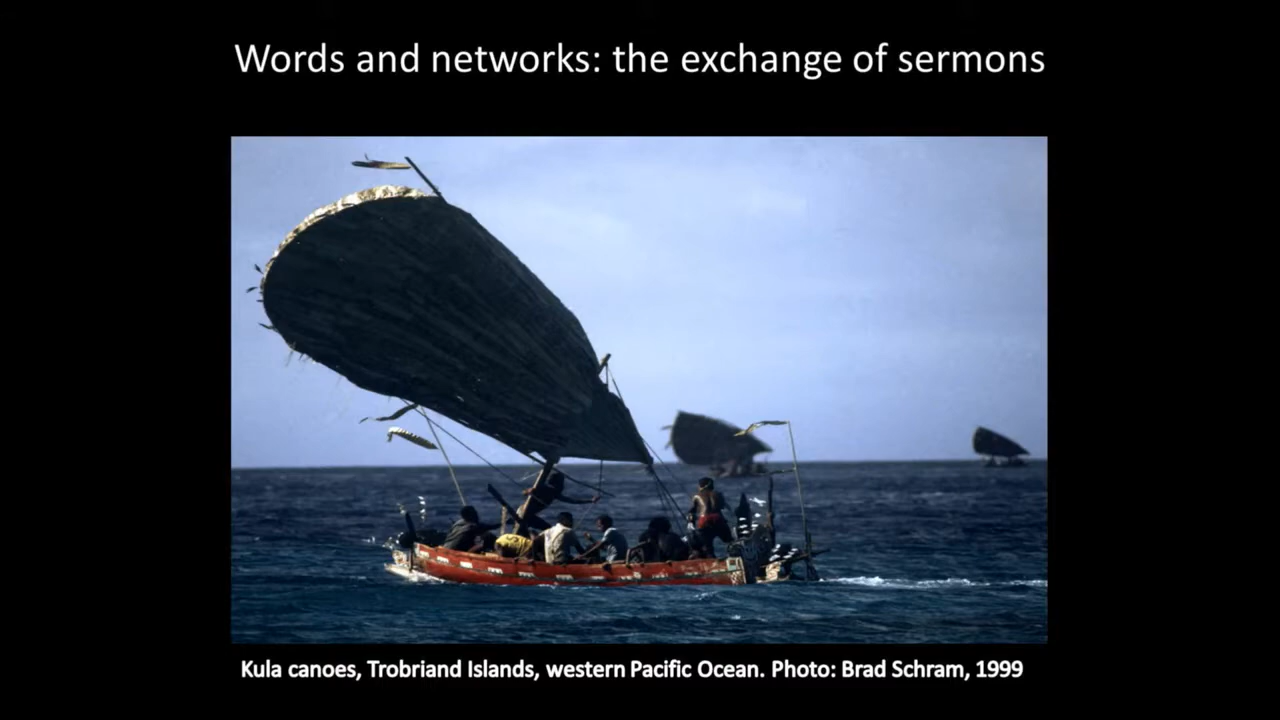 Words and networks: the exchange of sermons
Kula canoes, Trobriand Islands, western Pacific Ocean. Photo: Brad Schram, 1999